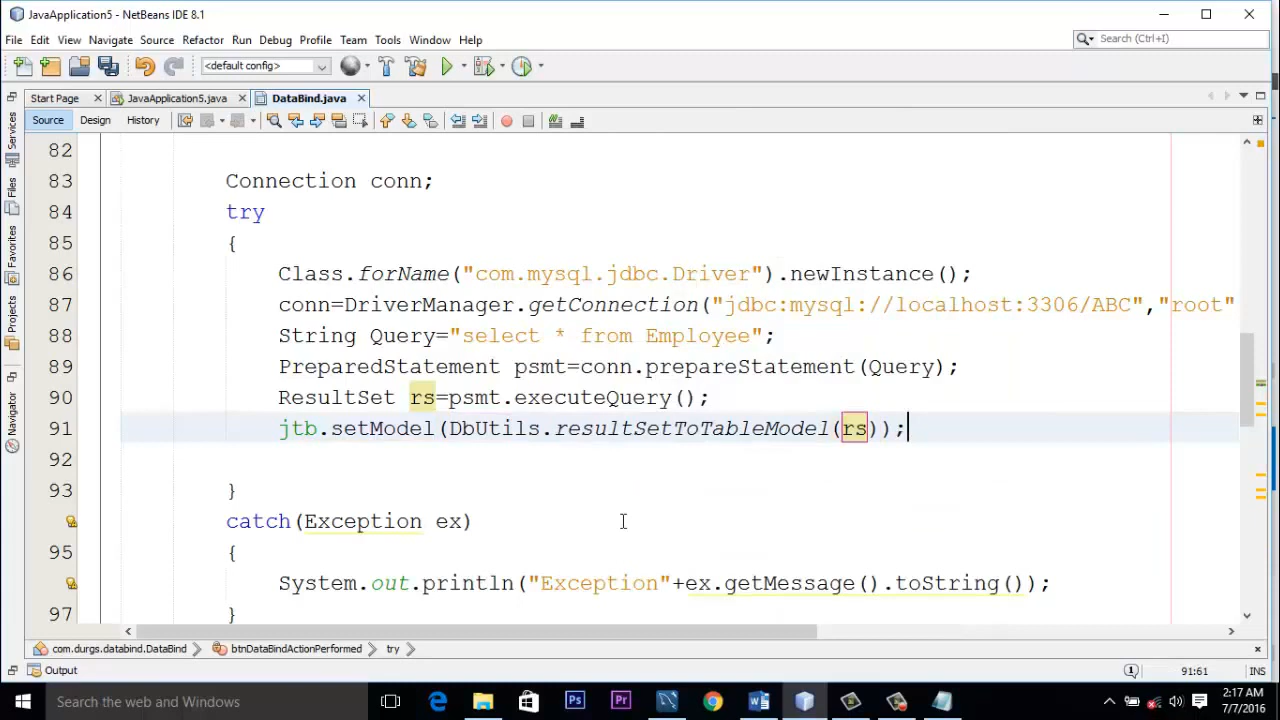 JavaApplication5 - NetBeans IDE 8.1
File Edit View Navigate Source Refactor Run Debug Profile Team Tools Window Help
Search (Ctrl+I)
<default config>
Start Page JavaApplication5.java DataBind.java
Source Design History
Services
Files
Favorites
Projects
Navigator
82
83 Connection conn;
84 try
85 {
86 Class.forName("com.mysql.jdbc.Driver").newInstance();
87 conn=DriverManager.getConnection("jdbc:mysql://localhost:3306/ABC","root"
88 String Query="select * from Employee";
89 PreparedStatement psmt=conn.prepareStatement(Query);
90 ResultSet rs=psmt.executeQuery();
91 jtb.setModel(DbUtils.resultSetToTableModel(rs));
92
93 }
catch(Exception ex)
95 {
System.out.println("Exception"+ex.getMessage().toString());
97 }
com.durgs.databind.DataBind btnDataBindActionPerformed try
Output
91:61 INS
Search the web and Windows
2:17 AM
7/7/2016